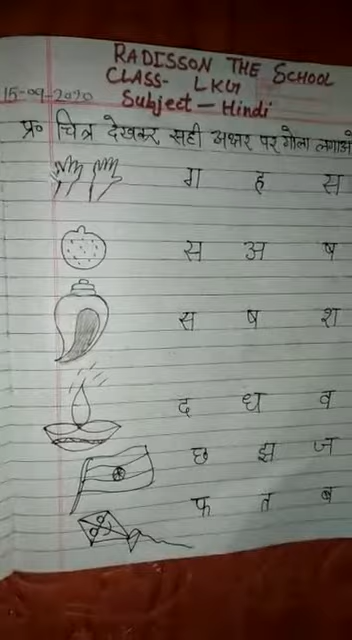 RADISSON THE SCHOOL
CLASS- LKG
15-09-2020 Subject - Hindi
प्र० चित्र देखकर सही अक्षर पर गोला लगाओ
ग ह स
स अ ष
स ष श
द ध व
छ झ ज
फ त ब